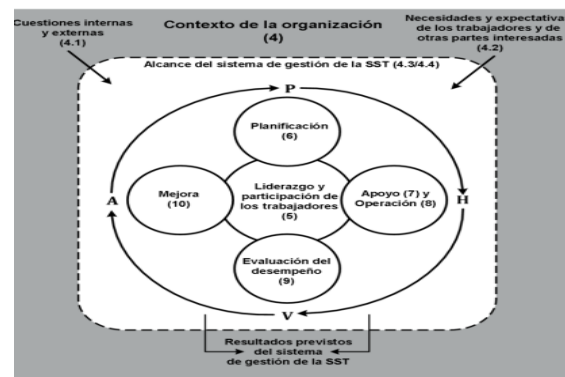 Cuestiones internas
y externas
(4.1)
Contexto de la organización
(4)
Necesidades y expectativa
de los trabajadores y de
otras partes interesadas
(4.2)
Alcance del sistema de gestión de la SST (4.3/4.4)
P
Planificación
(6)
A
Mejora
(10)
Liderazgo y
participación de
los trabajadores
(5)
Apoyo (7) y
Operación (8)
H
Evaluación del
desempeño
(9)
V
Resultados previstos
del sistema
de gestión de la SST